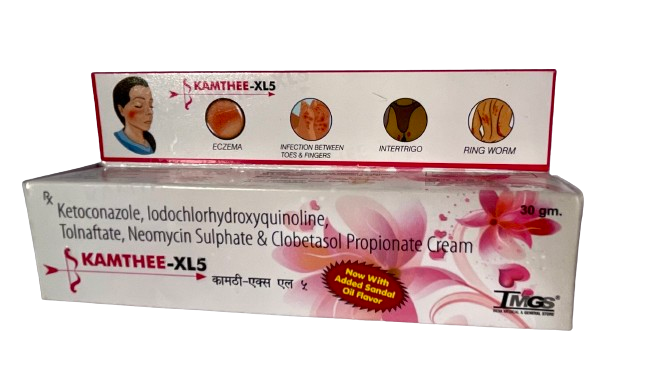 KAMTHEE-XL5
ECZEMA
INFECTION BETWEEN
TOES & FINGERS
INTERTRIGO
RING WORM
Rx
Ketoconazole, Iodochlorhydroxyquinoline,
Tolnaftate, Neomycin Sulphate & Clobetasol Propionate Cream
30 gm.
KAMTHEE-XL5
कामठी-एक्स एल ५
Now With
Added Sandal
Oil Flavor
IMGS